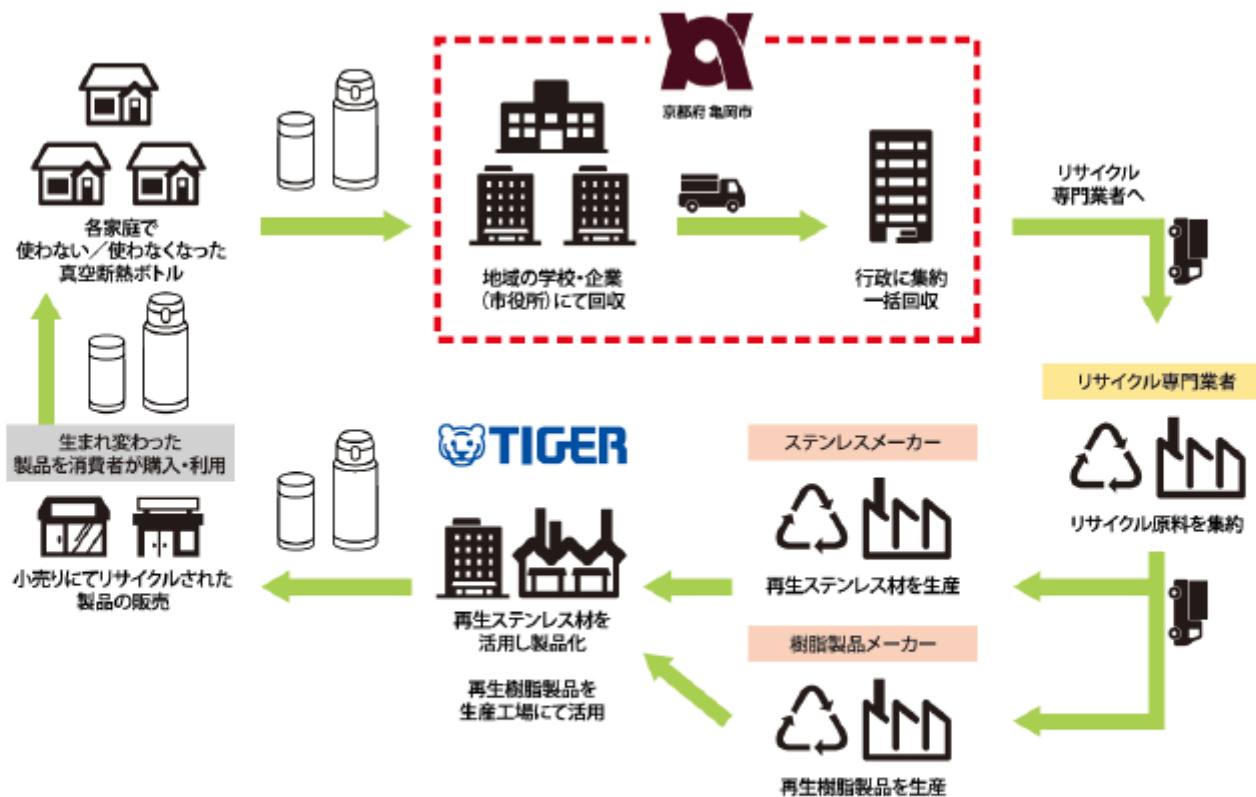 京都府 亀岡市
各家庭で
使わない／使わなくなった
真空断熱ボトル
地域の学校・企業
（市役所）にて回収
行政に集約
一括回収
リサイクル
専門業者へ
リサイクル専門業者
リサイクル原料を集約
ステンレスメーカー
再生ステンレス材を生産
樹脂製品メーカー
再生樹脂製品を生産
TIGER
再生ステンレス材を
活用し製品化
再生樹脂製品を
生産工場にて活用
生まれ変わった
製品を消費者が購入・利用
小売りにてリサイクルされた
製品の販売